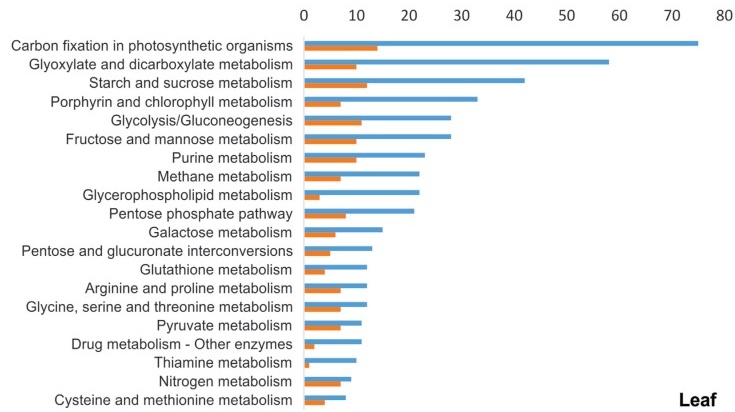 0 10 20 30 40 50 60 70 80
Carbon fixation in photosynthetic organisms
Glyoxylate and dicarboxylate metabolism
Starch and sucrose metabolism
Porphyrin and chlorophyll metabolism
Glycolysis/Gluconeogenesis
Fructose and mannose metabolism
Purine metabolism
Methane metabolism
Glycerophospholipid metabolism
Pentose phosphate pathway
Galactose metabolism
Pentose and glucuronate interconversions
Glutathione metabolism
Arginine and proline metabolism
Glycine, serine and threonine metabolism
Pyruvate metabolism
Drug metabolism - Other enzymes
Thiamine metabolism
Nitrogen metabolism
Cysteine and methionine metabolism
Leaf